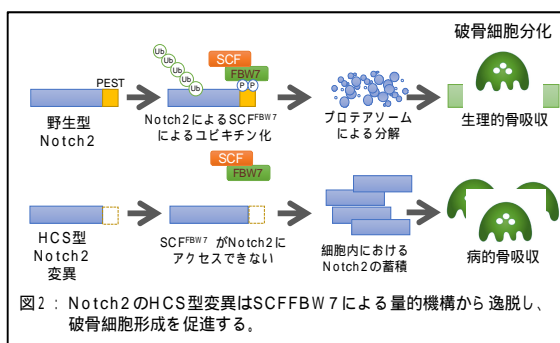 破骨細胞分化
Ub
Ub
Ub
Ub
Ub
SCF
FBW7
PEST
P
P
野生型
Notch2
Notch2による SCFFBW7
によるユビキチン化
プロテアソーム
による分解
生理的骨吸収
SCF
FBW7
HCS型
Notch2
変異
SCFFBW7 がNotch2に
アクセスできない
細胞内における
Notch2の蓄積
病的骨吸収
図2 : Notch2のHCS型変異はSCFFBW7による量的機構から逸脱し、
破骨細胞形成を促進する。